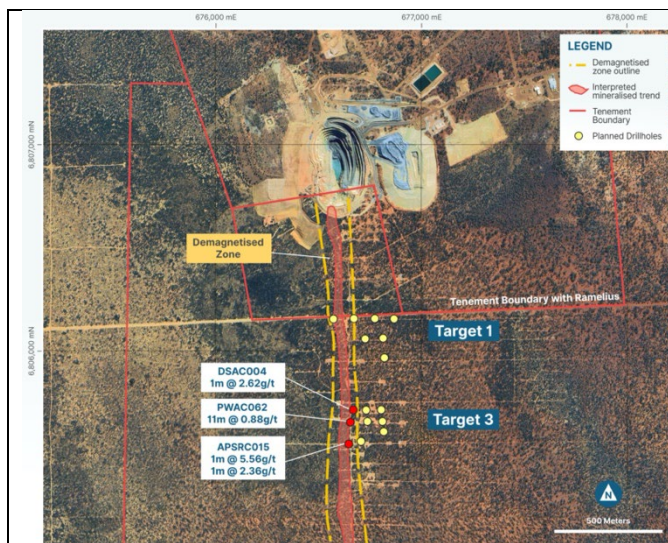 676,000 mE
677,000 mE
678,000 mE
LEGEND
Demagnetised
zone outline
Interpreted
mineralised trend
Tenement
Boundary
Planned Drillholes
6,807,000 mN
Demagnetised
Zone
Tenement Boundary with Ramelius
Target 1
6,806,000 mN
DSAC004
1m @ 2.62g/t
PWAC062
11m @ 0.88g/t
Target 3
APSRC015
1m @ 5.56g/t
1m @ 2.36g/t
N
500 Meters